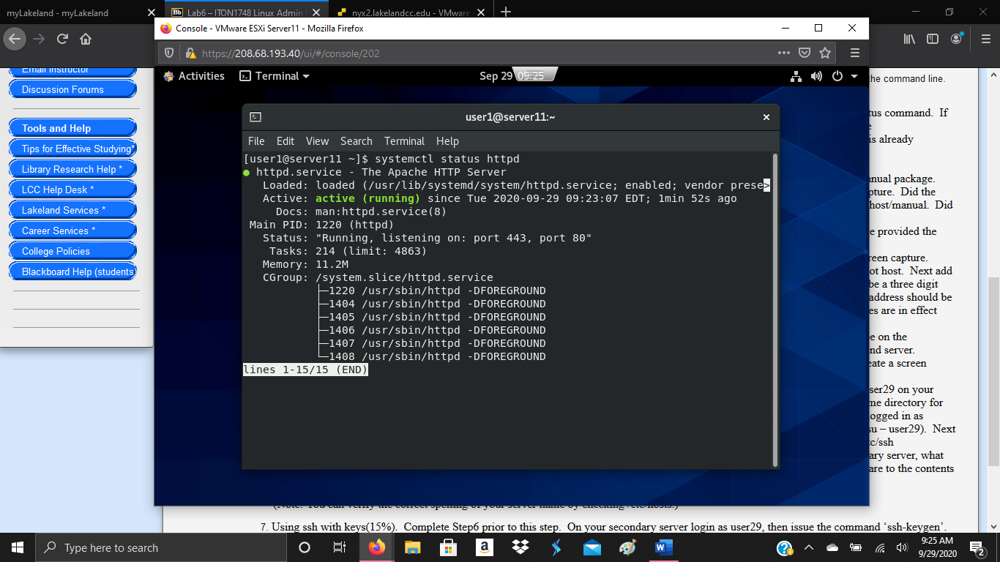 myLakeland - myLakeland
Bb Lab6 – ITON1748 Linux Admin
nyx2.lakelandcc.edu - VMware
Console - VMware ESXi Server11 - Mozilla Firefox
https://208.68.193.40/ui/#/console/202
Activities
Terminal
Sep 29 09:25
Email Instructor
Discussion Forums
Tools and Help
Tips for Effective Studying*
Library Research Help *
LCC Help Desk *
Lakeland Services *
Career Services *
College Policies
Blackboard Help (students
user1@server11:~
File Edit View Search Terminal Help
[user1@server11 ~]$ systemctl status httpd
● httpd.service - The Apache HTTP Server
Loaded: loaded (/usr/lib/systemd/system/httpd.service; enabled; vendor prese>
Active: active (running) since Tue 2020-09-29 09:23:07 EDT; 1min 52s ago
Docs: man:httpd.service(8)
Main PID: 1220 (httpd)
Status: "Running, listening on: port 443, port 80"
Tasks: 214 (limit: 4863)
Memory: 11.2M
CGroup: /system.slice/httpd.service
├─1220 /usr/sbin/httpd -DFOREGROUND
├─1404 /usr/sbin/httpd -DFOREGROUND
├─1405 /usr/sbin/httpd -DFOREGROUND
├─1406 /usr/sbin/httpd -DFOREGROUND
├─1407 /usr/sbin/httpd -DFOREGROUND
└─1408 /usr/sbin/httpd -DFOREGROUND
lines 1-15/15 (END)
the command line.
tus command. If
e
is already
anual package.
pture. Did the
host/manual. Did
e provided the
reen capture.
ot host. Next add
be a three digit
address should be
es are in effect
be on the
nd server.
eate a screen
ser29 on your
me directory for
logged in as
su – user29). Next
tc/ssh
ary server, what
are to the contents
(Note: You can verify the correct spelling of your server name by checking /etc/hosts.)
7. Using ssh with keys(15%). Complete Step6 prior to this step. On your secondary server login as user29, then issue the command ‘ssh-keygen’.
Type here to search
a
W
?
9:25 AM
9/29/2020
2